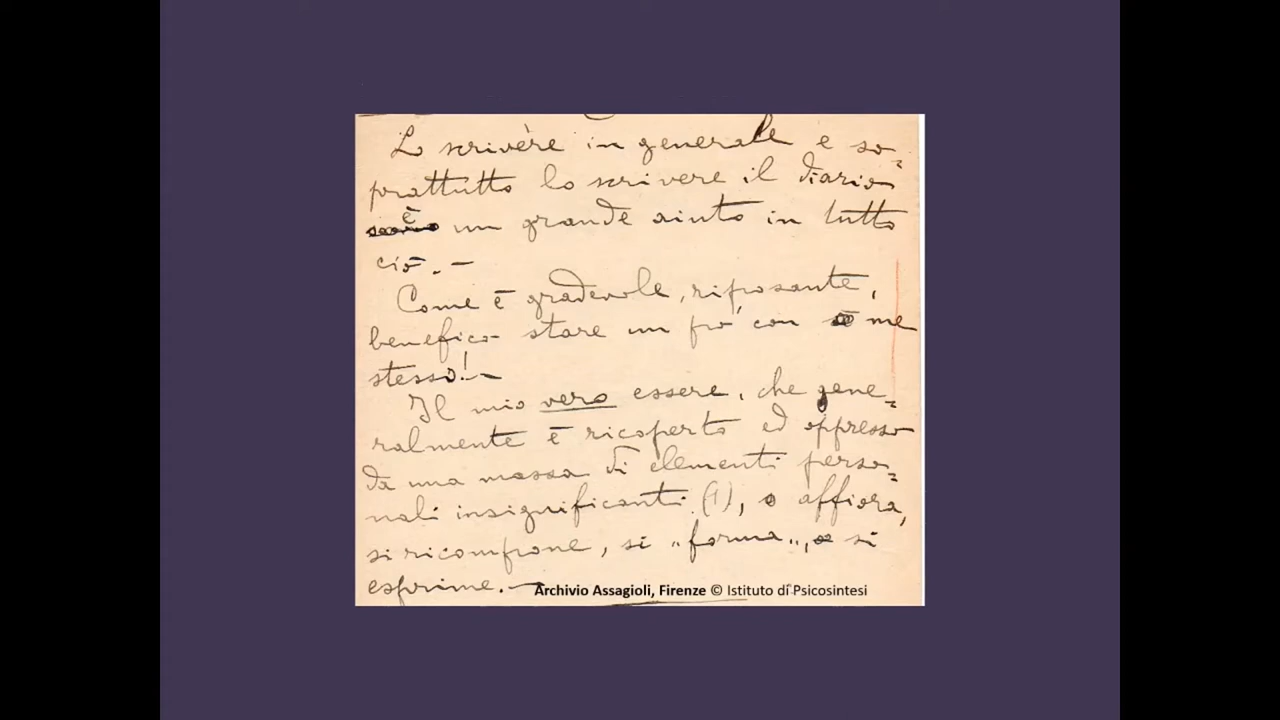 Lo scrivere in generale e so-
prattutto lo scrivere il diario
è un grande aiuto in tutto
ciò. —
Come è gradevole, riposante,
benefico stare un po' con me
stesso! —
Il mio vero essere, che gene-
ralmente è ricoperto ed oppresso
da una massa di elementi perso-
nali insignificanti (1), affiora,
si ricompone, si „forma„, si
esprime. —
Archivio Assagioli, Firenze © Istituto di Psicosintesi